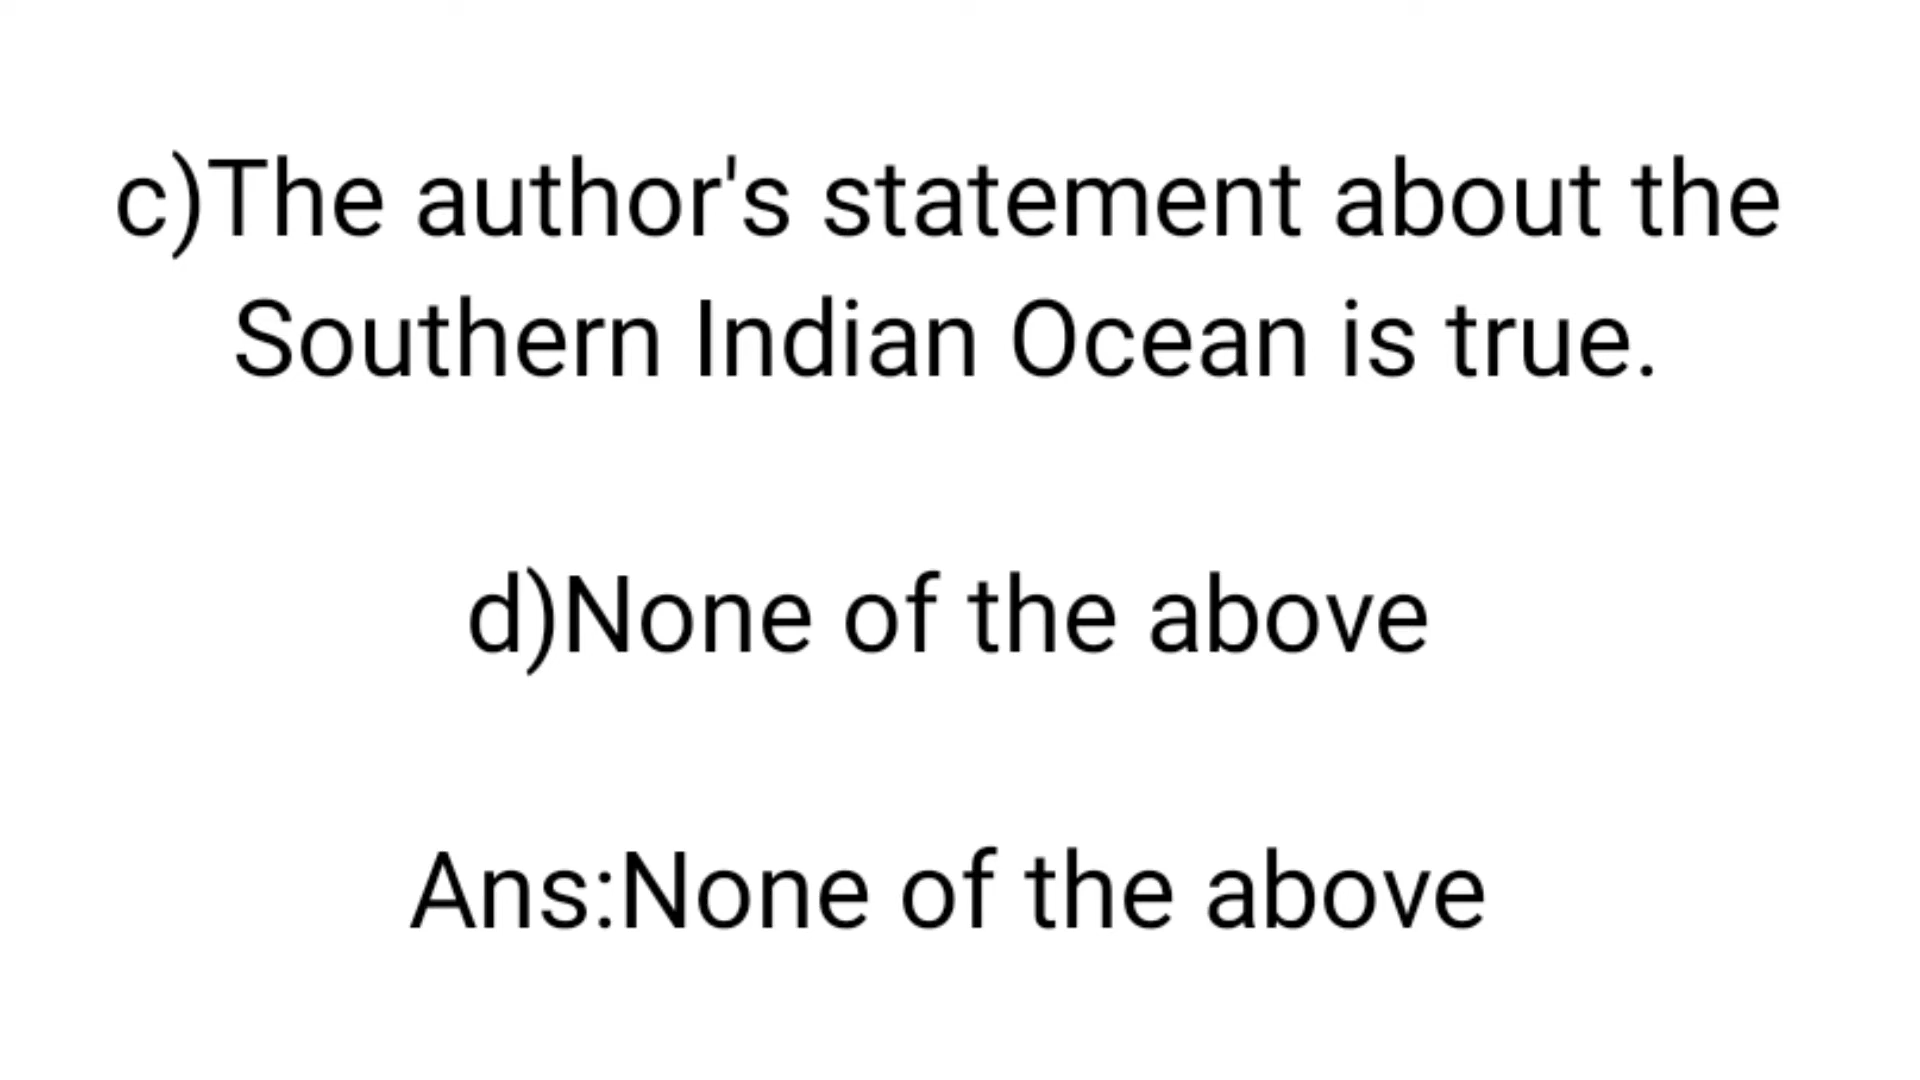 c)The author's statement about the
Southern Indian Ocean is true.
d)None of the above
Ans:None of the above